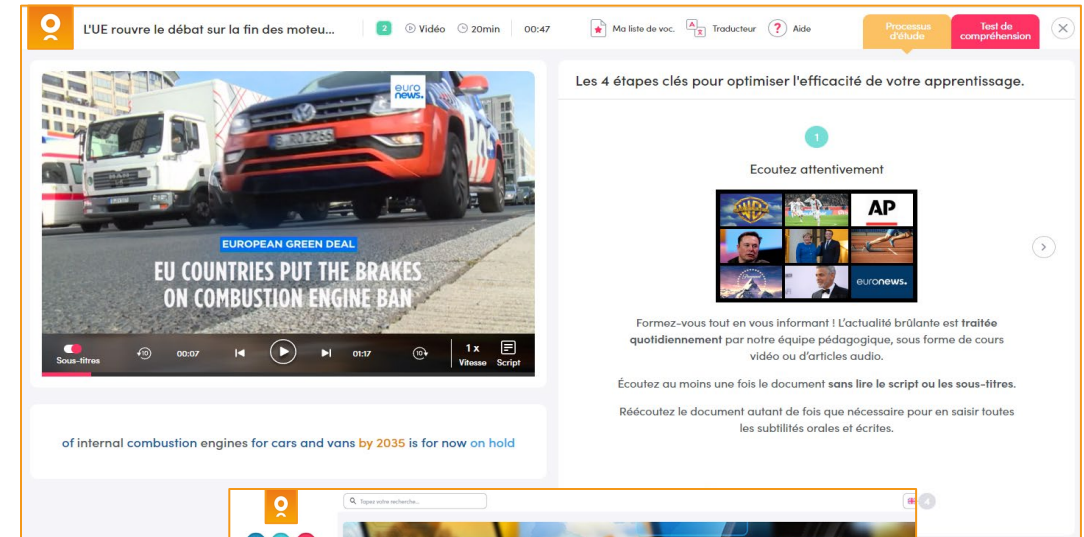 L'UE rouvre le débat sur la fin des moteu...
2
Vidéo
20min
00:47
Ma liste de voc.
Traducteur
Aide
Processus
d'étude
Test de
compréhension
euro
news.
EUROPEAN GREEN DEAL
EU COUNTRIES PUT THE BRAKES
ON COMBUSTION ENGINE BAN
Sous-titres
10
00:07
01:17
10
1 x
Vitesse
Script
of internal combustion engines for cars and vans by 2035 is for now on hold
Les 4 étapes clés pour optimiser l'efficacité de votre apprentissage.
1
Ecoutez attentivement
AP
euronews.
Formez-vous tout en vous informant ! L'actualité brûlante est traitée
quotidiennement par notre équipe pédagogique, sous forme de cours
vidéo ou d'articles audio.
Écoutez au moins une fois le document sans lire le script ou les sous-titres.
Réécoutez le document autant de fois que nécessaire pour en saisir toutes
les subtilités orales et écrites.
Tapez votre recherche...
4